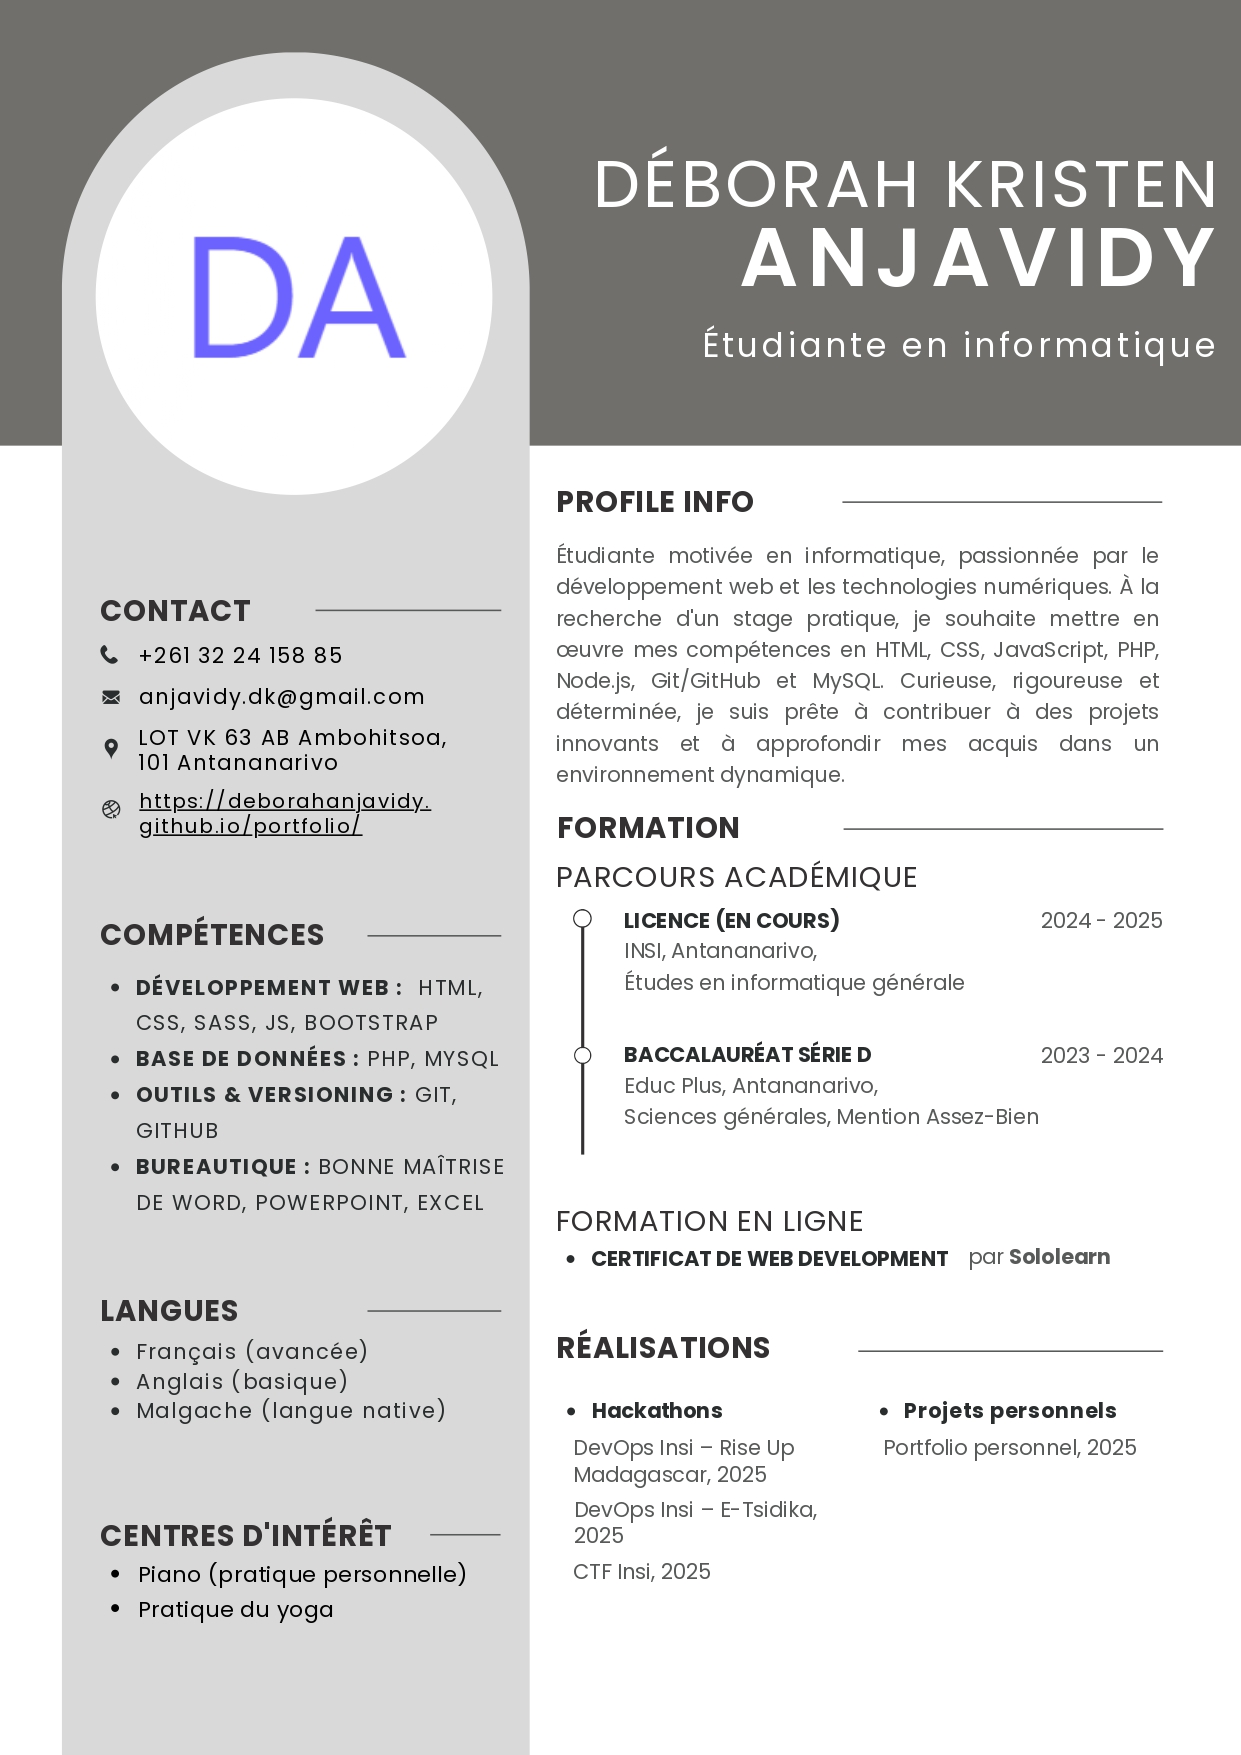 DÉBORAH KRISTEN
ANJAVIDY
Étudiante en informatique
DA
CONTACT
+261 32 24 158 85
anjavidy.dk@gmail.com
LOT VK 63 AB Ambohitsoa,
101 Antananarivo
https://deborahanjavidy.
github.io/portfolio/
COMPÉTENCES
• DÉVELOPPEMENT WEB : HTML,
CSS, SASS, JS, BOOTSTRAP
• BASE DE DONNÉES : PHP, MYSQL
• OUTILS & VERSIONING : GIT,
GITHUB
• BUREAUTIQUE : BONNE MAÎTRISE
DE WORD, POWERPOINT, EXCEL
LANGUES
• Français (avancée)
• Anglais (basique)
• Malgache (langue native)
CENTRES D'INTÉRÊT
• Piano (pratique personnelle)
• Pratique du yoga
PROFILE INFO
Étudiante motivée en informatique, passionnée par le
développement web et les technologies numériques. À la
recherche d'un stage pratique, je souhaite mettre en
œuvre mes compétences en HTML, CSS, JavaScript, PHP,
Node.js, Git/GitHub et MySQL. Curieuse, rigoureuse et
déterminée, je suis prête à contribuer à des projets
innovants et à approfondir mes acquis dans un
environnement dynamique.
FORMATION
PARCOURS ACADÉMIQUE
LICENCE (EN COURS) 2024 - 2025
INSI, Antananarivo,
Études en informatique générale
BACCALAURÉAT SÉRIE D 2023 - 2024
Educ Plus, Antananarivo,
Sciences générales, Mention Assez-Bien
FORMATION EN LIGNE
• CERTIFICAT DE WEB DEVELOPMENT par Sololearn
RÉALISATIONS
• Hackathons
DevOps Insi – Rise Up
Madagascar, 2025
DevOps Insi – E-Tsidika,
2025
CTF Insi, 2025
• Projets personnels
Portfolio personnel, 2025